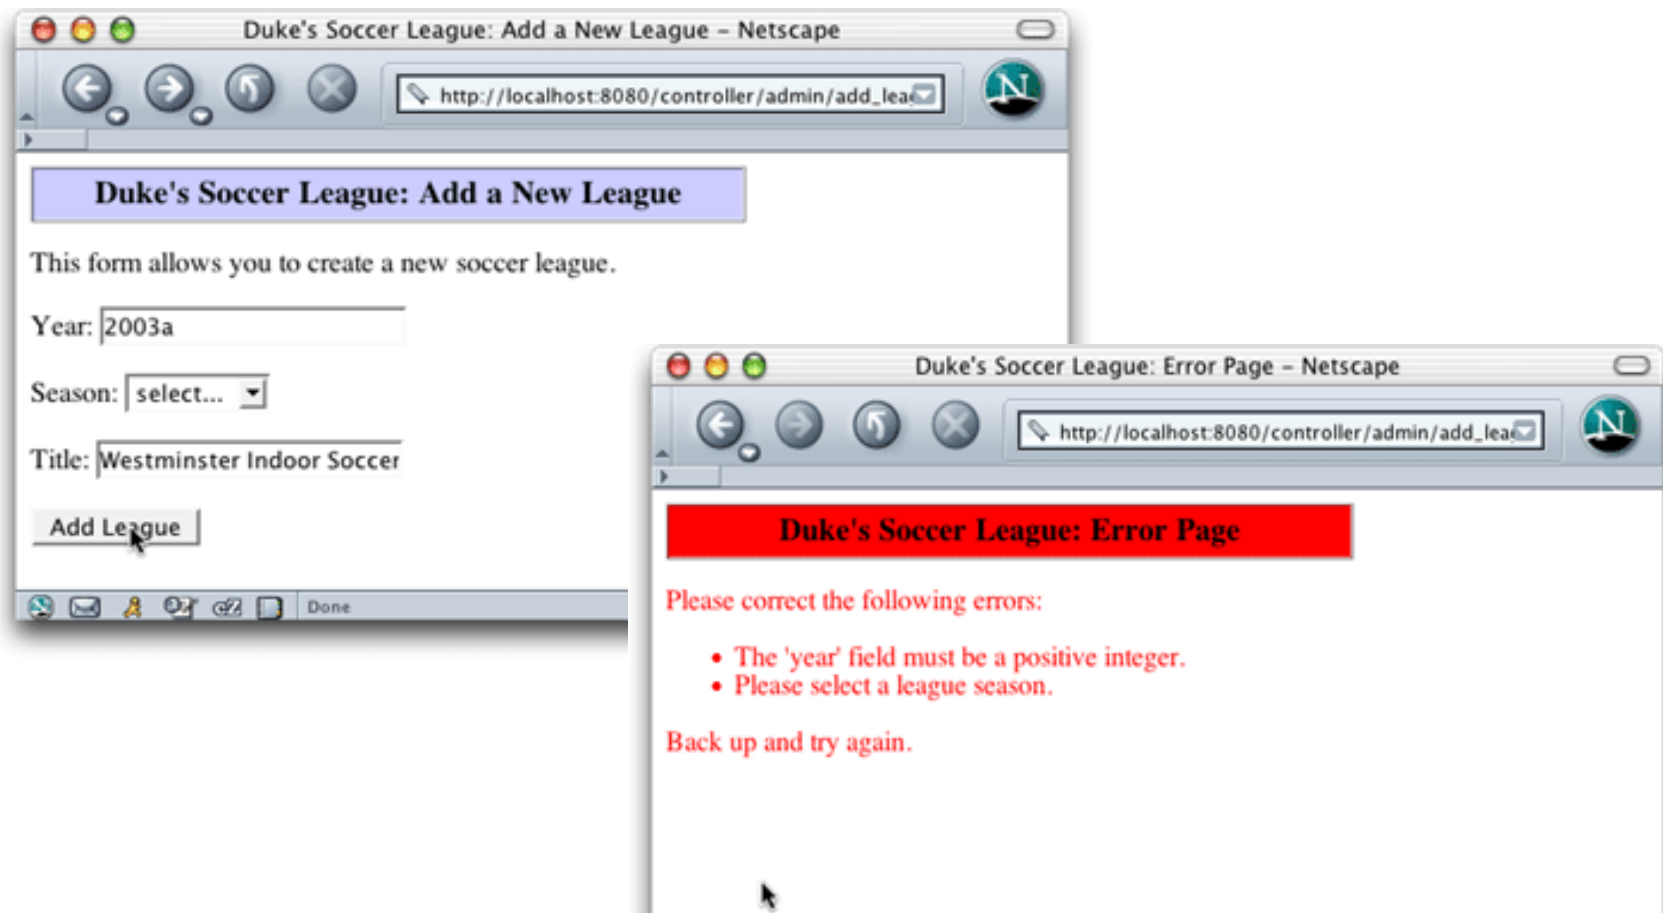 Duke's Soccer League: Add a New League – Netscape
http://localhost:8080/controller/admin/add_lea
N
Duke's Soccer League: Add a New League
This form allows you to create a new soccer league.
Year: 2003a
Season: select...
Title: Westminster Indoor Soccer
Add League
Done
Duke's Soccer League: Error Page – Netscape
http://localhost:8080/controller/admin/add_lea
N
Duke's Soccer League: Error Page
Please correct the following errors:
• The 'year' field must be a positive integer.
• Please select a league season.
Back up and try again.